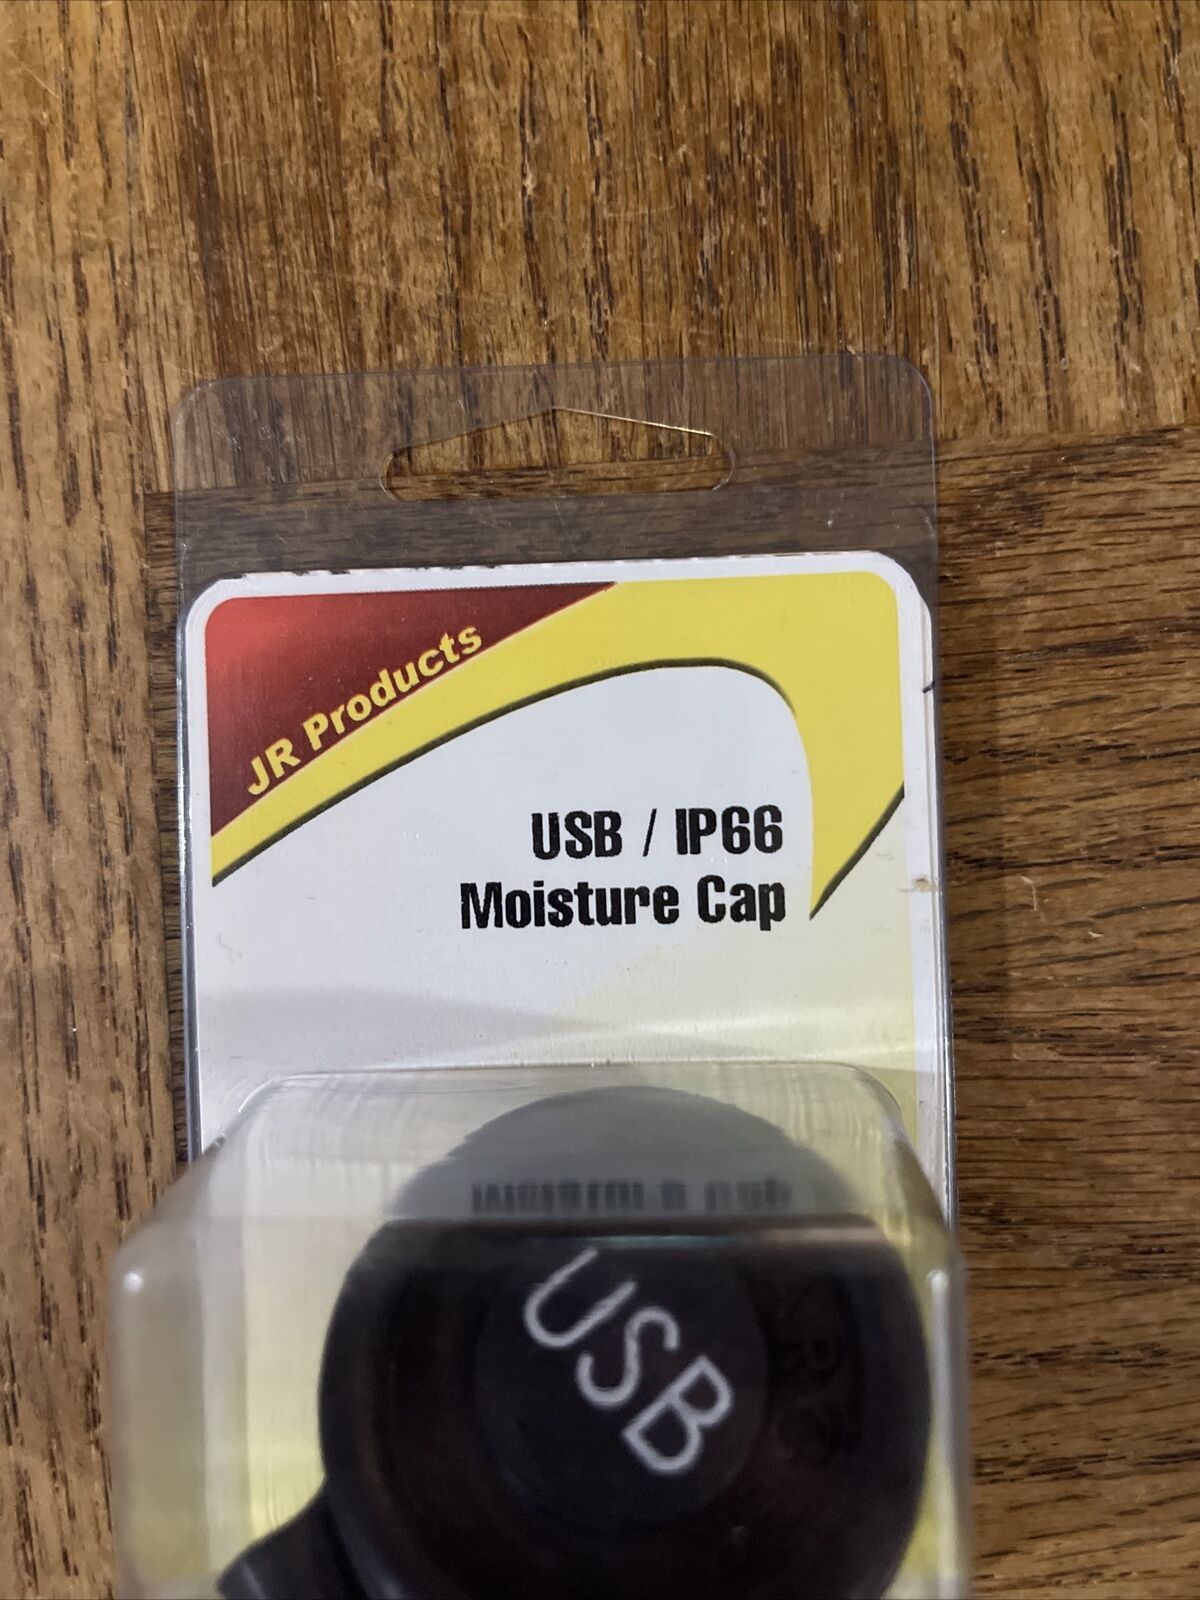 JR Products
USB / IP66
Moisture Cap
USB